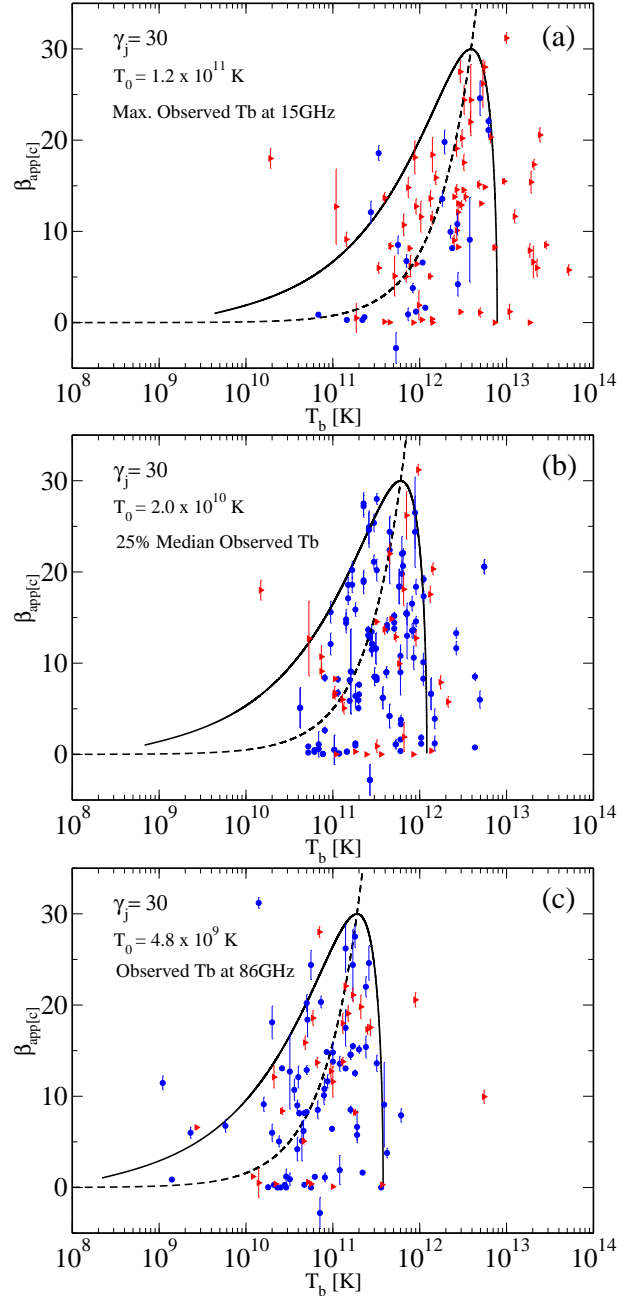 (a)
γj = 30
T0 = 1.2 x 10^11 K
Max. Observed Tb at 15GHz
30
20
10
0
βapp[c]
10^8 10^9 10^10 10^11 10^12 10^13 10^14
Tb [K]
(b)
γj = 30
T0 = 2.0 x 10^10 K
25% Median Observed Tb
30
20
10
0
βapp[c]
10^8 10^9 10^10 10^11 10^12 10^13 10^14
Tb [K]
(c)
γj = 30
T0 = 4.8 x 10^9 K
Observed Tb at 86GHz
30
20
10
0
βapp[c]
10^8 10^9 10^10 10^11 10^12 10^13 10^14
Tb [K]